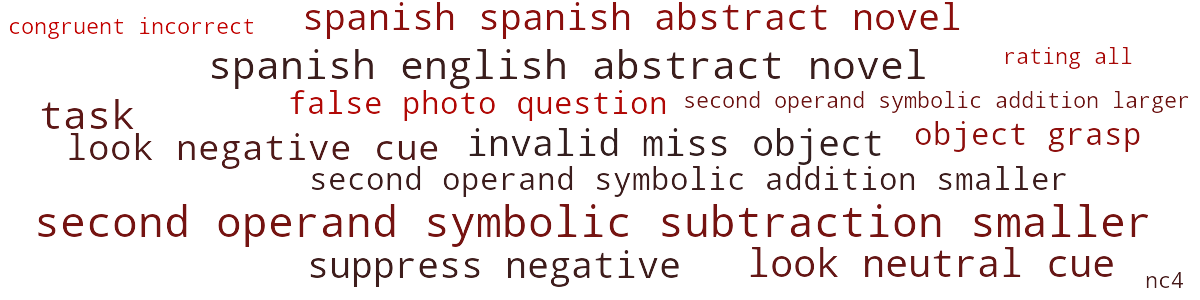 congruent incorrect
spanish spanish abstract novel
spanish english abstract novel
rating all
task
false photo question
second operand symbolic addition larger
look negative cue
invalid miss object
object grasp
second operand symbolic addition smaller
second operand symbolic subtraction smaller
suppress negative
look neutral cue
nc4